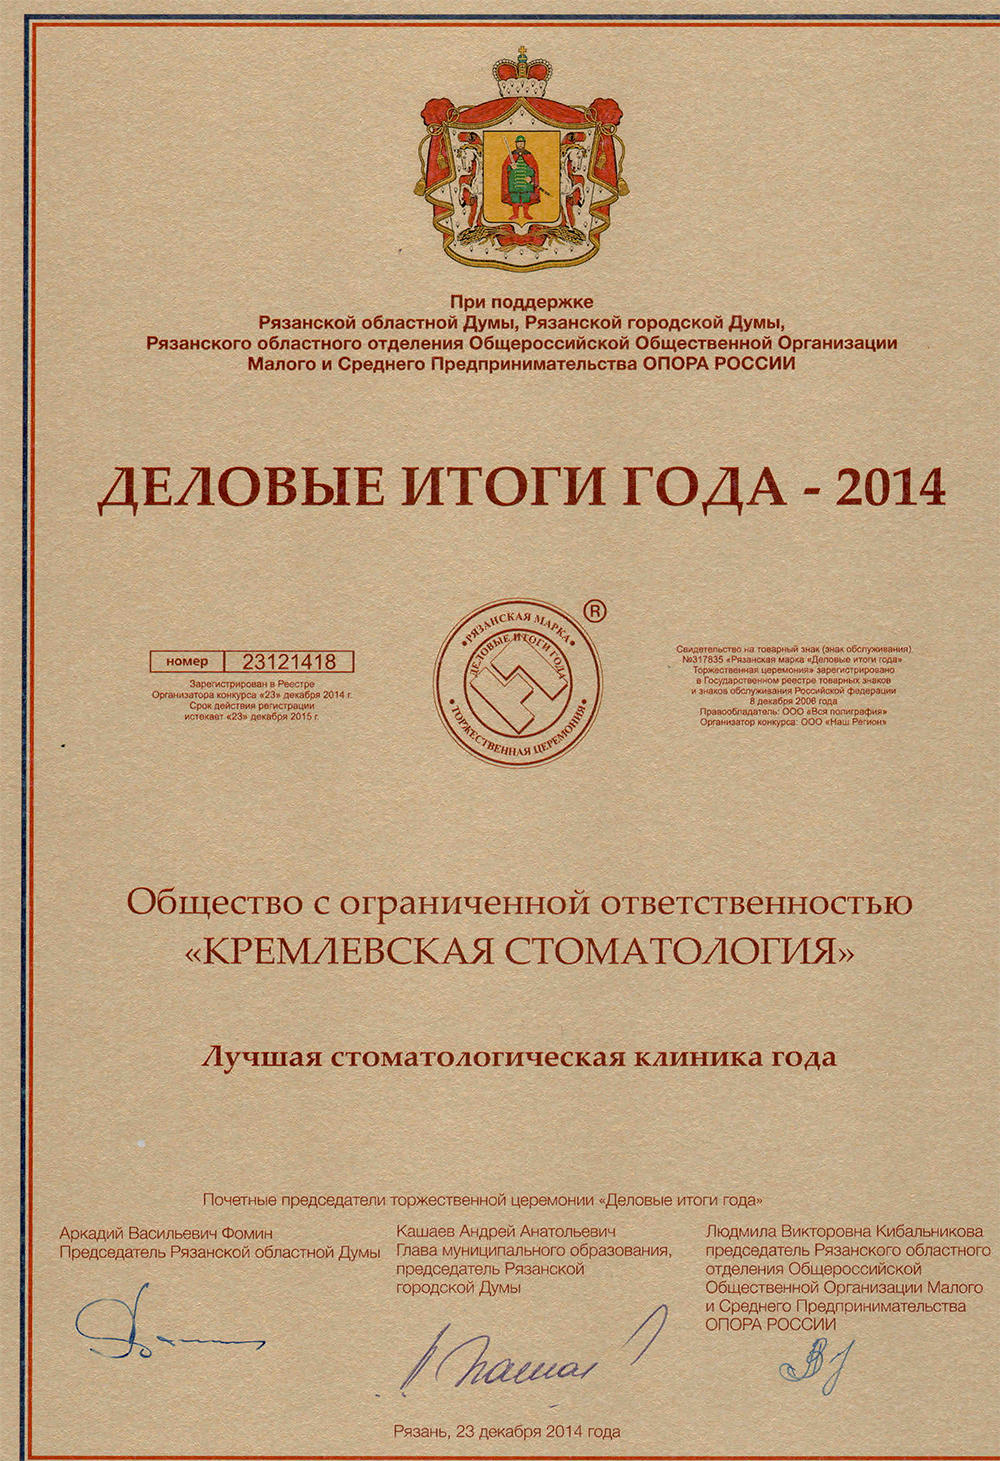 При поддержке
Рязанской областной Думы, Рязанской городской Думы,
Рязанского областного отделения Общероссийской Общественной Организации
Малого и Среднего Предпринимательства ОПОРА РОССИИ
ДЕЛОВЫЕ ИТОГИ ГОДА - 2014
номер 23121418
Зарегистрирован в Реестре
Организатора конкурса «23» декабря 2014 г.
Срок действия регистрации
истекает «23» декабря 2015 г.
®
• РЯЗАНСКАЯ МАРКА •
ДЕЛОВЫЕ ИТОГИ ГОДА
• ТОРЖЕСТВЕННАЯ ЦЕРЕМОНИЯ •
Свидетельство на товарный знак (знак обслуживания)
№317835 «Рязанская марка «Деловые итоги года»
Торжественная церемония» зарегистрировано
в Государственном реестре товарных знаков
и знаков обслуживания Российской федерации
8 декабря 2006 года
Правообладатель: ООО «Вся полиграфия»
Организатор конкурса: ООО «Наш Регион»
Общество с ограниченной ответственностью
«КРЕМЛЕВСКАЯ СТОМАТОЛОГИЯ»
Лучшая стоматологическая клиника года
Почетные председатели торжественной церемонии «Деловые итоги года»
Аркадий Васильевич Фомин
Председатель Рязанской областной Думы
Кашаев Андрей Анатольевич
Глава муниципального образования,
председатель Рязанской
городской Думы
Людмила Викторовна Кибальникова
председатель Рязанского областного
отделения Общероссийской
Общественной Организации Малого
и Среднего Предпринимательства
ОПОРА РОССИИ
Рязань, 23 декабря 2014 года